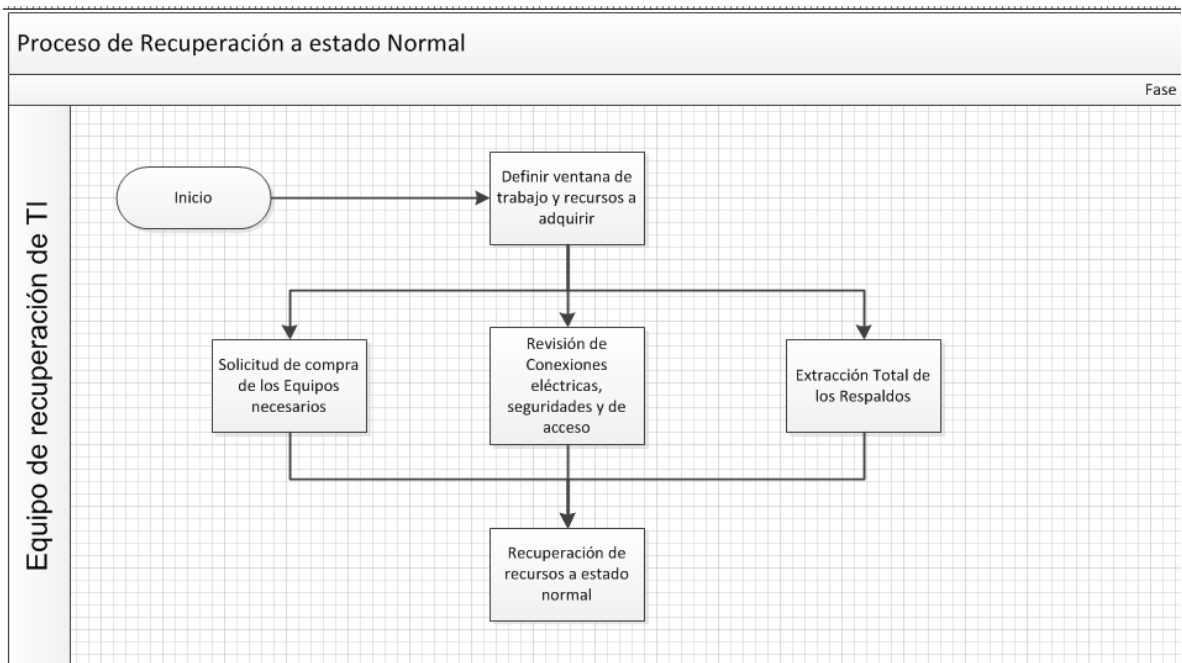 Proceso de Recuperación a estado Normal
Fase
Equipo de recuperación de TI
Inicio
Definir ventana de
trabajo y recursos a
adquirir
Solicitud de compra
de los Equipos
necesarios
Revisión de
Conexiones
eléctricas,
seguridades y de
acceso
Extracción Total de
los Respaldos
Recuperación de
recursos a estado
normal